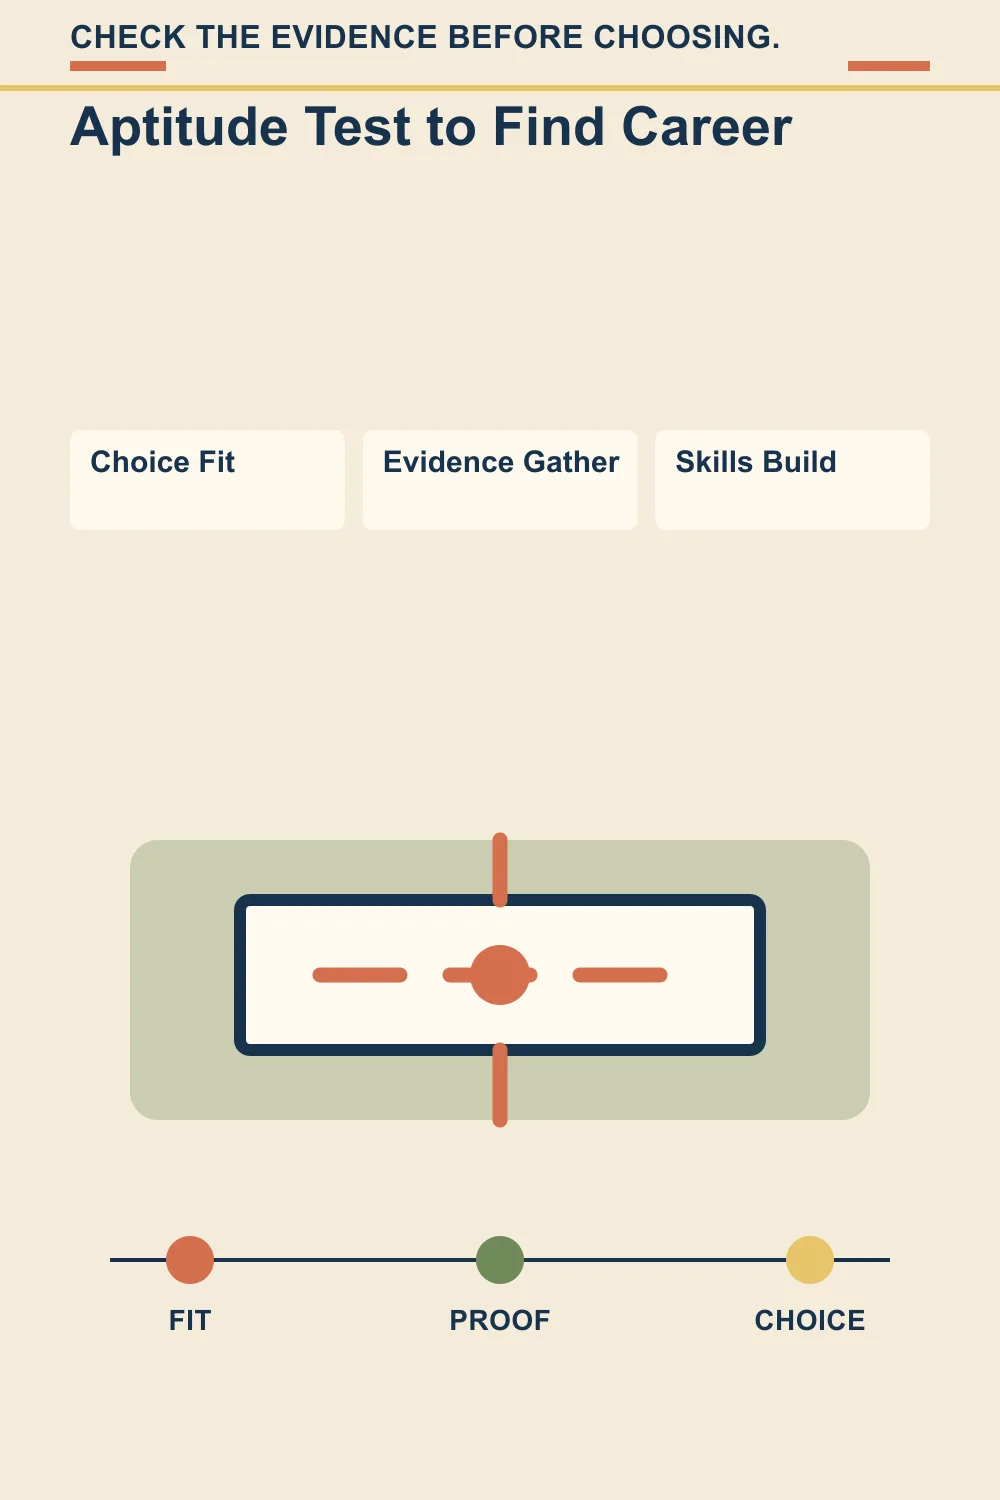 CHECK THE EVIDENCE BEFORE CHOOSING.
Aptitude Test to Find Career
Choice Fit
Evidence Gather
Skills Build
FIT
PROOF
CHOICE